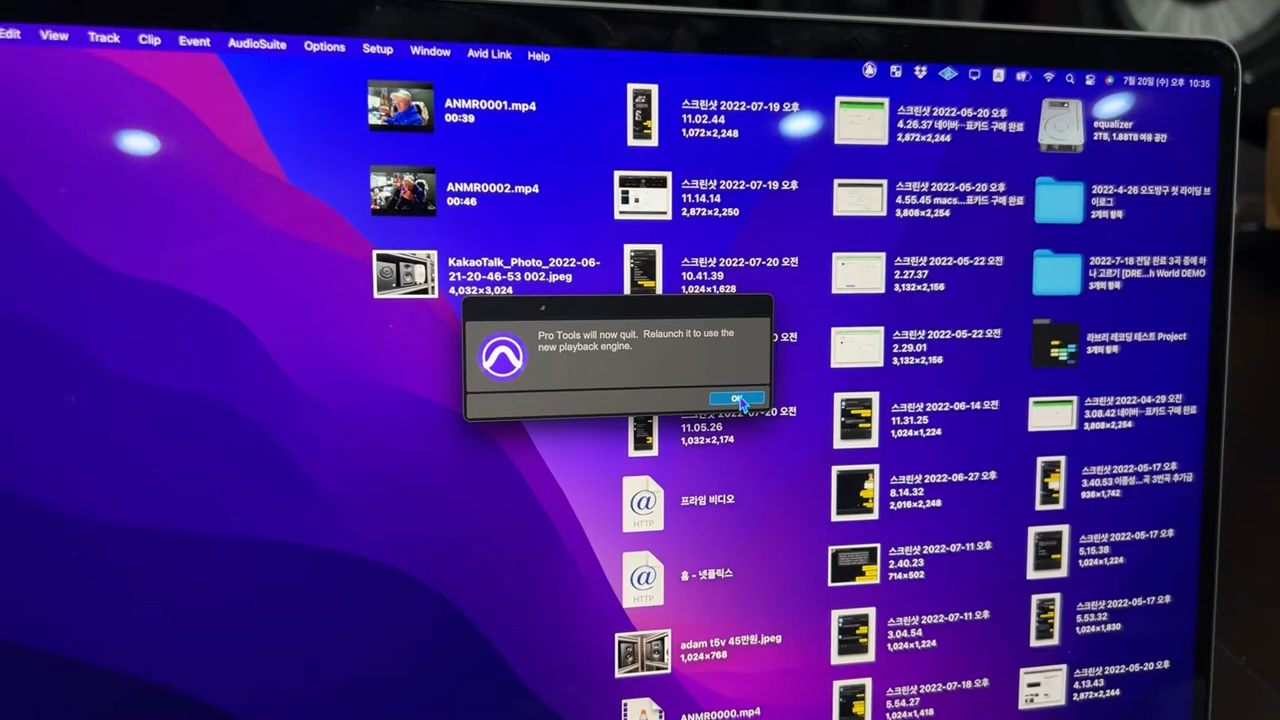 Edit View Track Clip Event AudioSuite Options Setup Window Avid Link Help
7월 20일 (수) 오후 10:35
ANMR0001.mp4
00:39
ANMR0002.mp4
00:46
KakaoTalk_Photo_2022-06-
21-20-46-53 002.jpeg
4,032×3,024
Pro Tools will now quit. Relaunch it to use the
new playback engine.
OK
스크린샷 2022-07-19 오후
11.02.44
1,072×2,248
스크린샷 2022-07-19 오후
11.14.14
2,872×2,250
스크린샷 2022-07-20 오전
10.41.39
1,024×1,628
오전
-20 오전
11.05.26
1,032×2,174
HTTP
프라임 비디오
HTTP
홈 - 넷플릭스
adam t5v 45만원.jpeg
1,024×768
ANMR0000.mp4
스크린샷 2022-05-20 오후
4.26.37 네이버…표카드 구매 완료
2,872×2,244
스크린샷 2022-05-20 오후
4.55.45 macs…표카드 구매 완료
3,808×2,254
스크린샷 2022-05-22 오전
2.27.37
3,132×2,156
스크린샷 2022-05-22 오전
2.29.01
3,132×2,156
스크린샷 2022-06-14 오전
11.31.25
1,024×1,224
스크린샷 2022-06-27 오후
8.14.32
2,016×2,248
스크린샷 2022-07-11 오후
2.40.23
714×502
스크린샷 2022-07-11 오후
3.04.54
1,024×1,224
스크린샷 2022-07-18 오전
5.54.27
1,024×1,418
equalizer
2TB, 1.88TB 여유 공간
2022-4-26 오도방구 첫 라이딩 브
이로그
2개의 항목
2022-7-18 전달 완료 3곡 중에 하
나 고르기 [DRE…h World DEMO
3개의 항목
라브리 레코딩 테스트 Project
3개의 항목
스크린샷 2022-04-29 오전
3.08.42 네이버…표카드 구매 완료
3,808×2,254
스크린샷 2022-05-17 오후
3.40.53 이종성…곡 3번곡 추가금
936×1,742
스크린샷 2022-05-17 오후
5.15.38
1,024×1,224
스크린샷 2022-05-17 오후
5.53.32
1,024×1,830
스크린샷 2022-05-20 오후
4.13.43
2,872×2,244